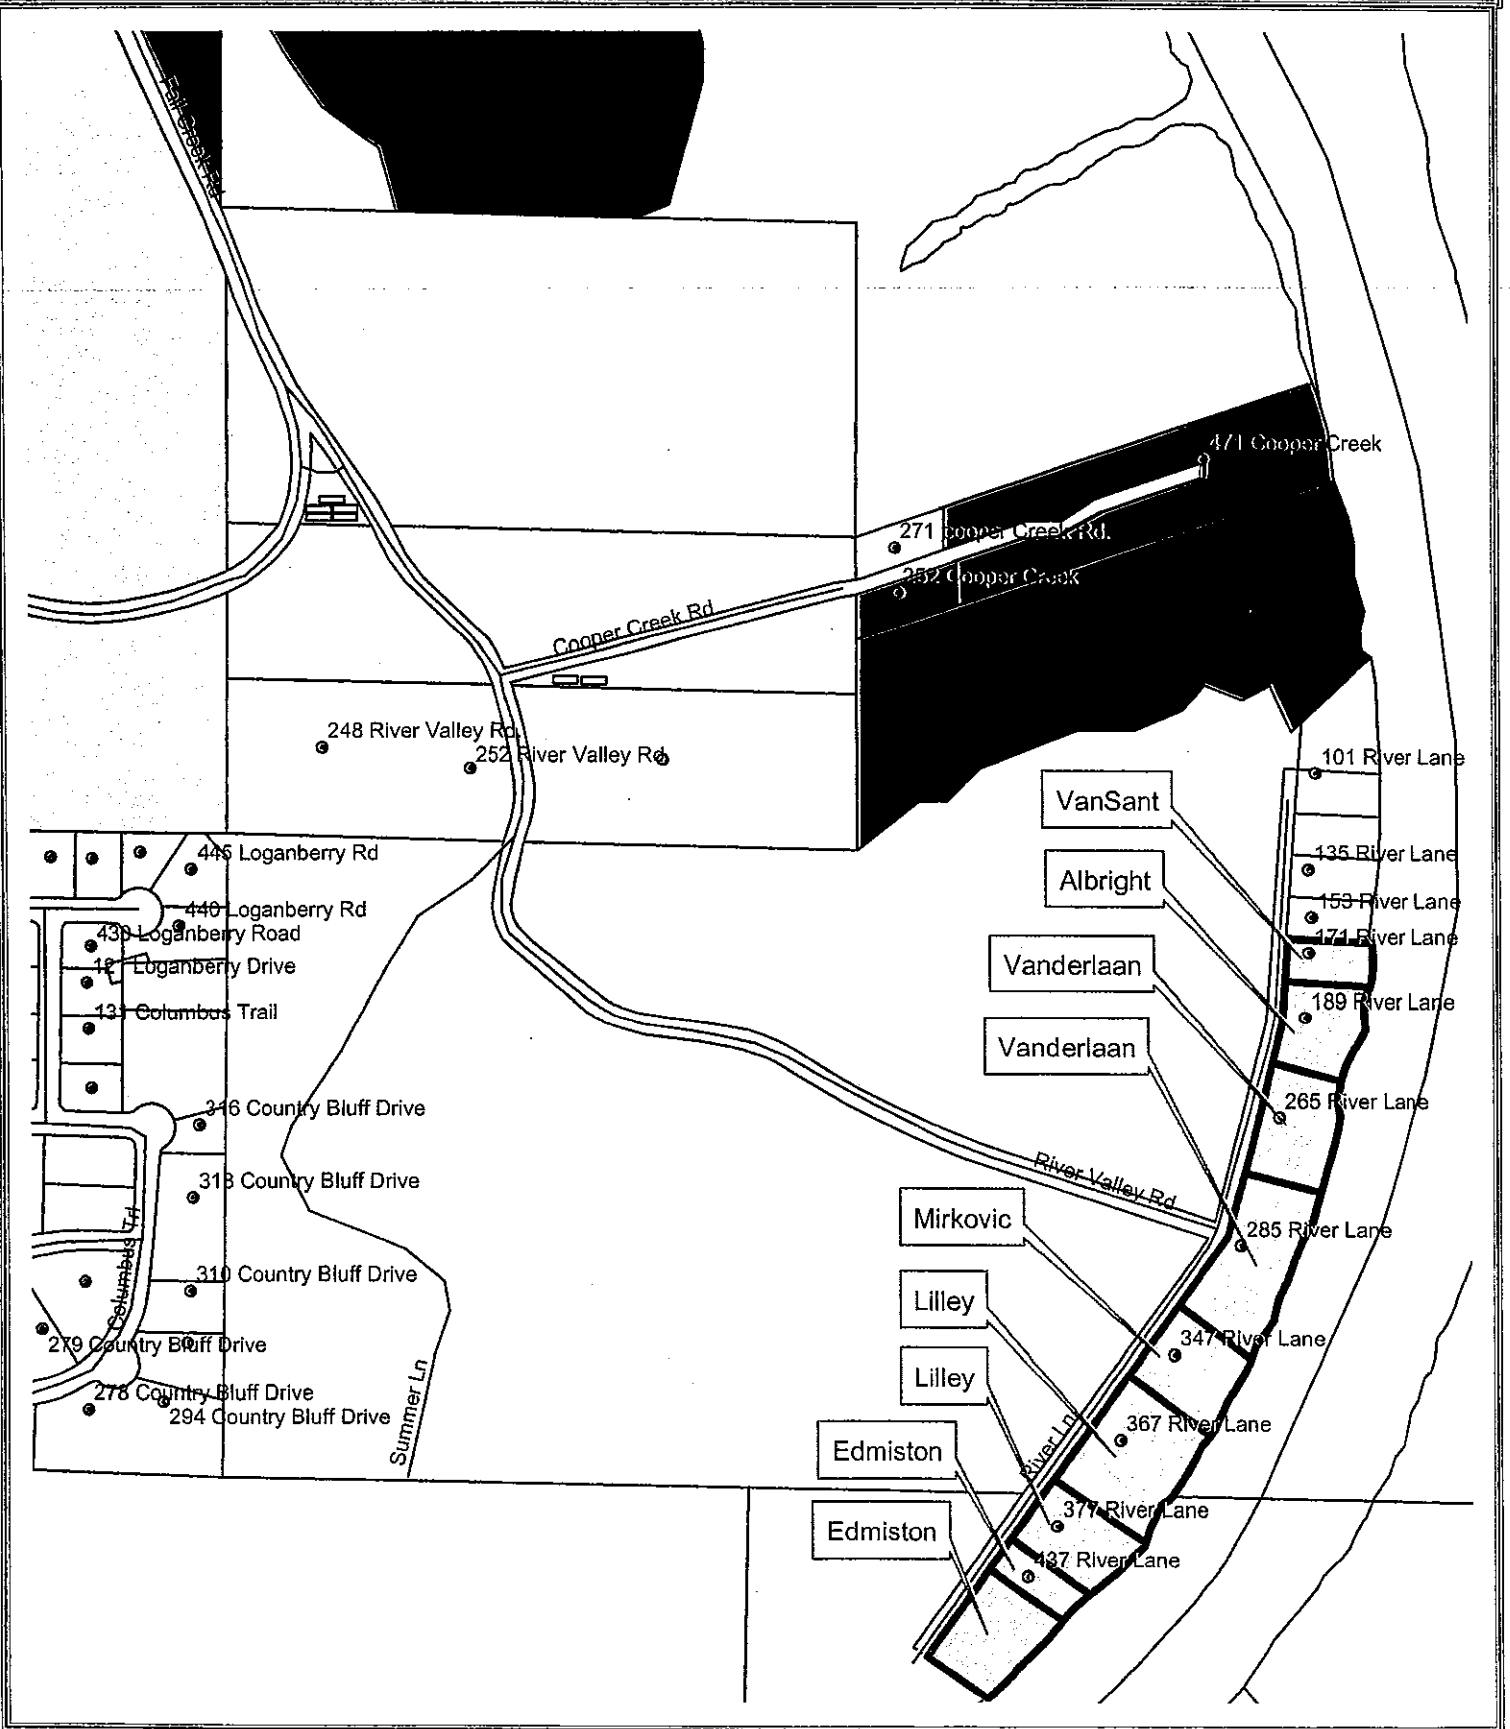 Fall Creek Rd
471 Cooper Creek
271 cooper Creek Rd.
252 Cooper Creek
Cooper Creek Rd
248 River Valley Rd.
252 River Valley Rd.
101 River Lane
VanSant
135 River Lane
445 Loganberry Rd
Albright
153 River Lane
440 Loganberry Rd
430 Loganberry Road
171 River Lane
Vanderlaan
Loganberry Drive
189 River Lane
131 Columbus Trail
Vanderlaan
265 River Lane
316 Country Bluff Drive
River Valley Rd
313 Country Bluff Drive
Mirkovic
285 River Lane
Columbus Trl
310 Country Bluff Drive
Lilley
347 River Lane
279 Country Bluff Drive
Lilley
278 Country Bluff Drive
294 Country Bluff Drive
Summer Ln
367 River Lane
River Ln
Edmiston
377 River Lane
Edmiston
437 River Lane